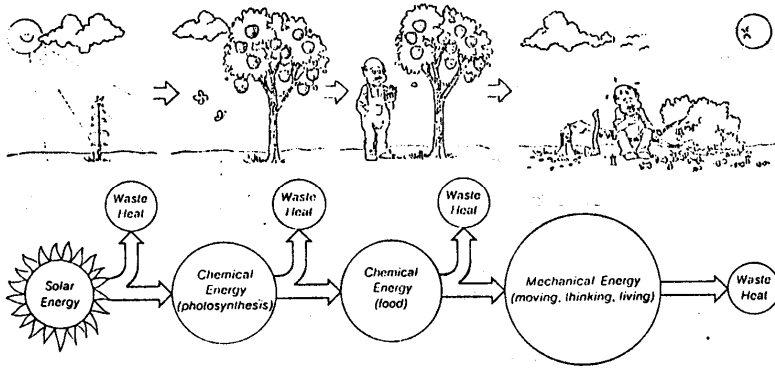 Waste
Heat
Waste
Heat
Waste
Heat
Solar
Energy
Chemical
Energy
(photosynthesis)
Chemical
Energy
(food)
Mechanical Energy
(moving, thinking, living)
Waste
Heat